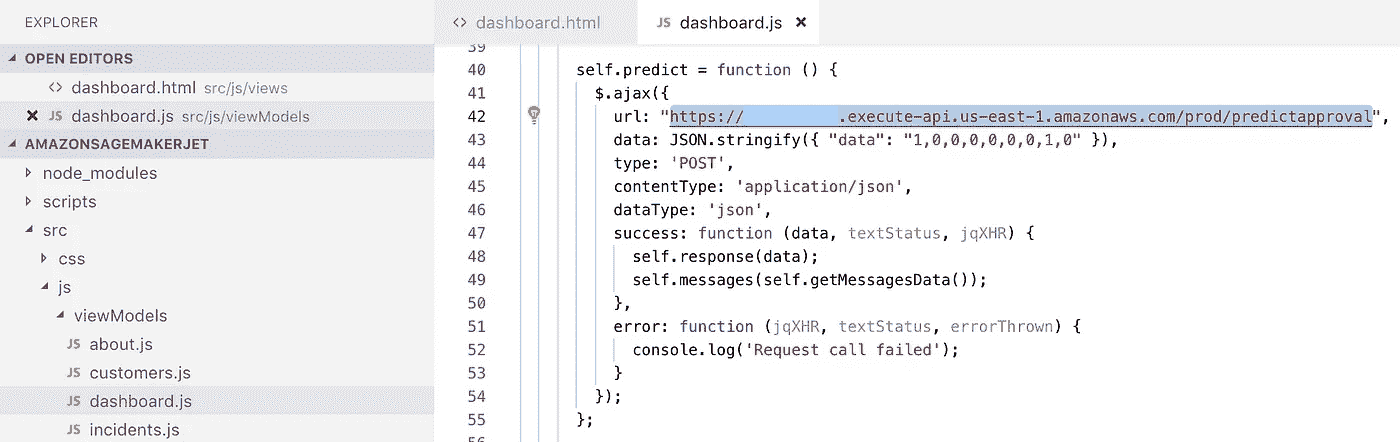 EXPLORER
OPEN EDITORS
<> dashboard.html src/js/views
× JS dashboard.js src/js/viewModels
AMAZONSAGEMAKERJET
node_modules
scripts
src
css
js
viewModels
JS about.js
JS customers.js
JS dashboard.js
JS incidents.js
<> dashboard.html JS dashboard.js ×
39
40 self.predict = function () {
41 $.ajax({
42 url: "https:// .execute-api.us-east-1.amazonaws.com/prod/predictapproval",
43 data: JSON.stringify({ "data": "1,0,0,0,0,0,0,1,0" }),
44 type: 'POST',
45 contentType: 'application/json',
46 dataType: 'json',
47 success: function (data, textStatus, jqXHR) {
48 self.response(data);
49 self.messages(self.getMessagesData());
50 },
51 error: function (jqXHR, textStatus, errorThrown) {
52 console.log('Request call failed');
53 }
54 });
55 };
56